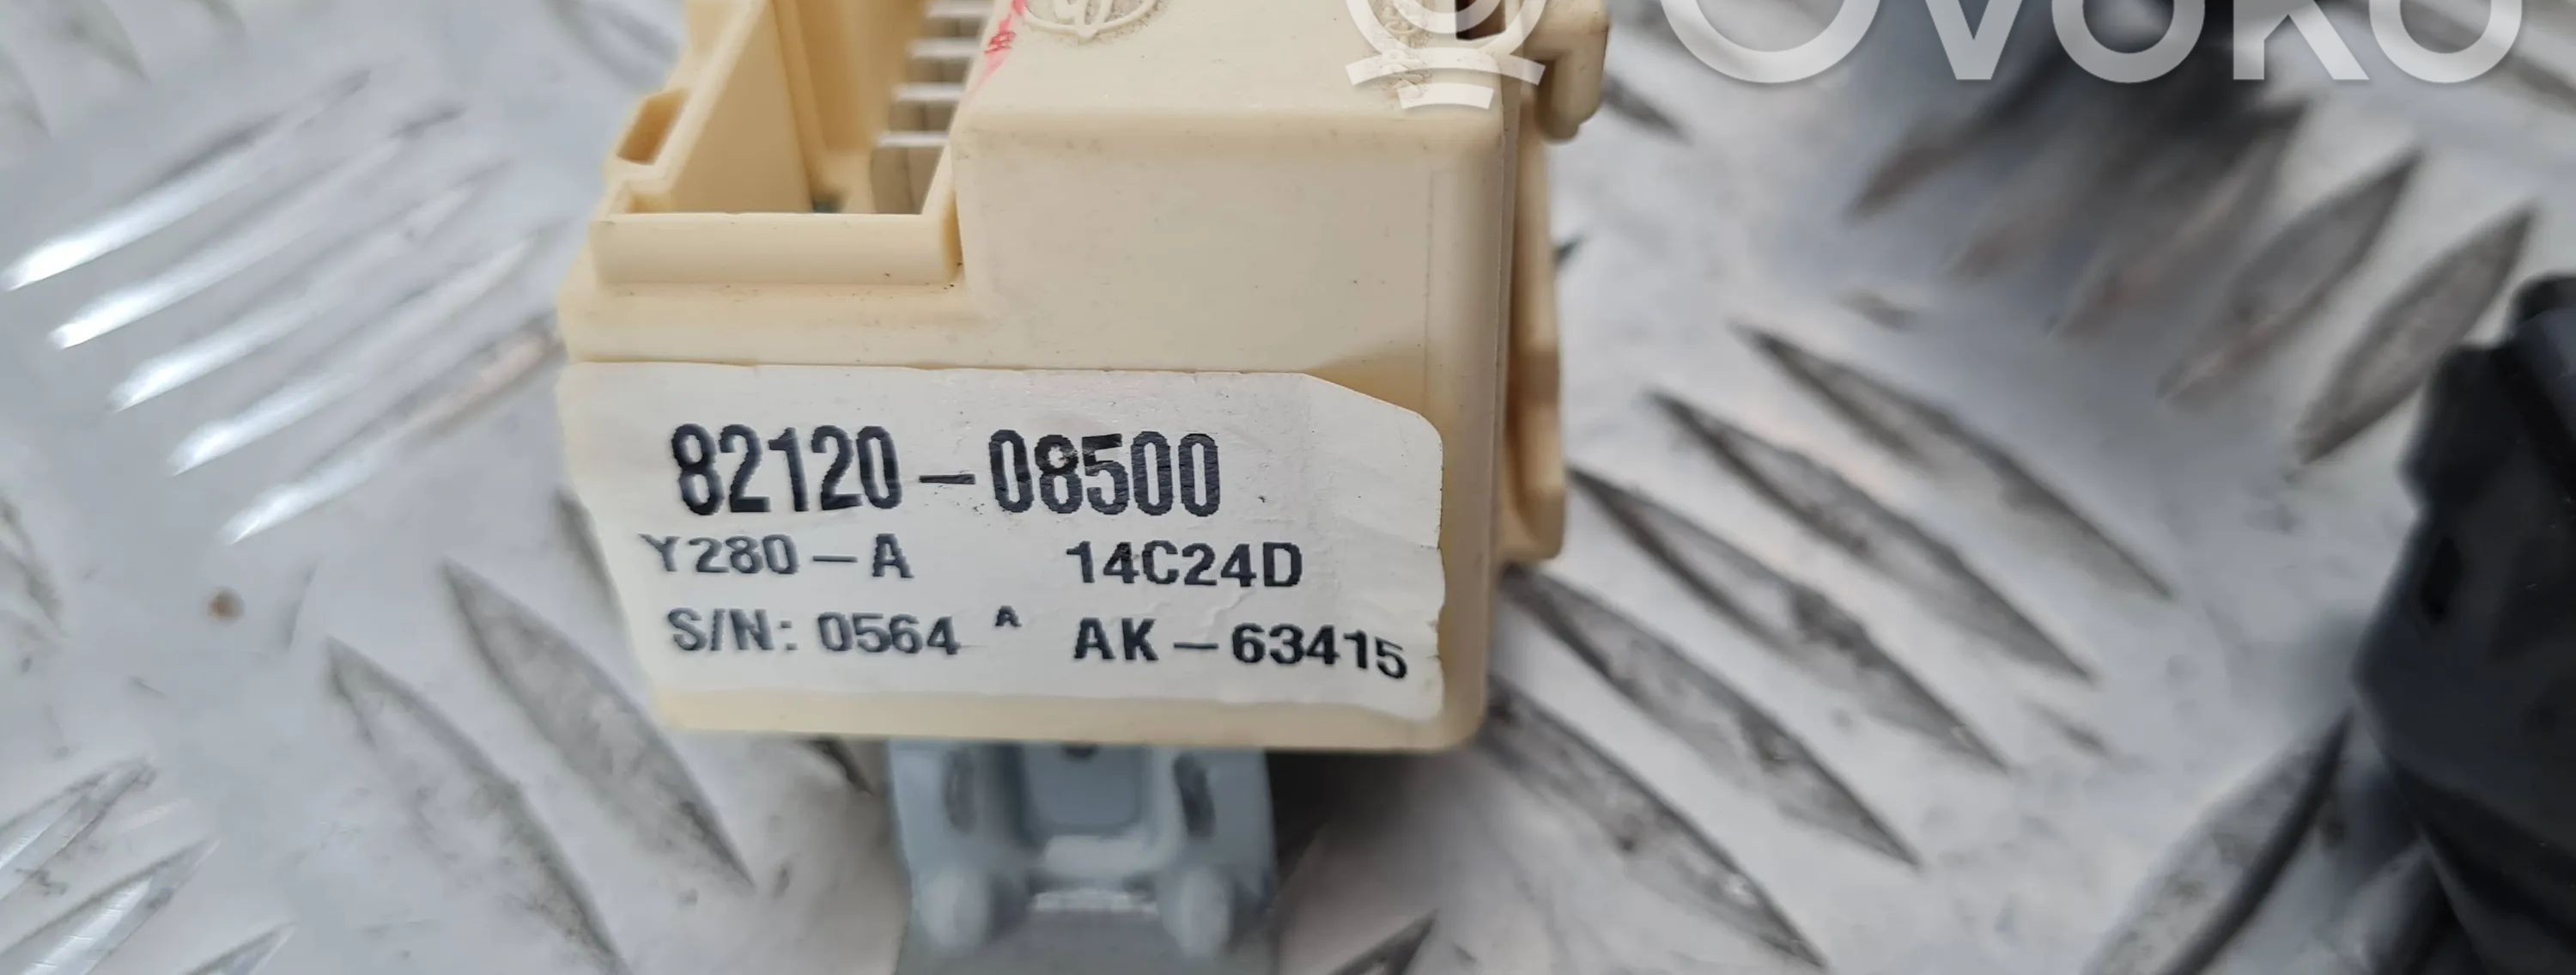 OVOKO
82120-08500
Y280-A 14C24D
S/N: 0564 A AK-63415